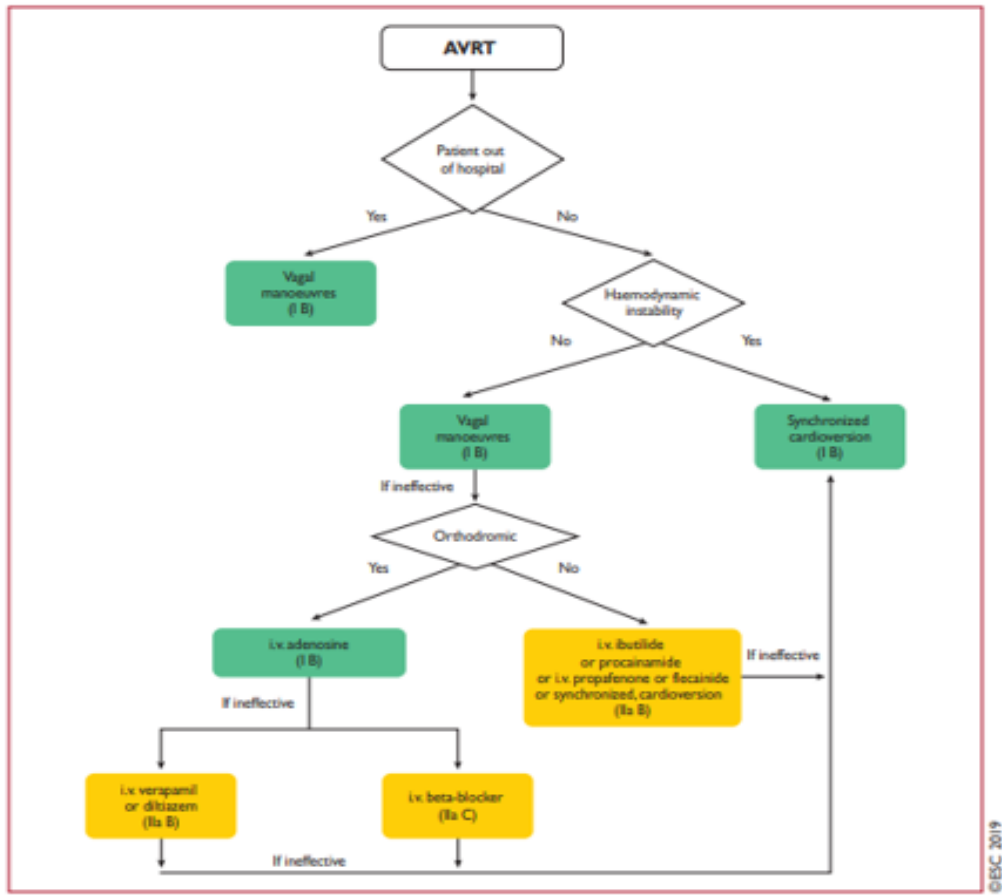 AVRT
Patient out
of hospital
Yes
No
Vagal
manoeuvres
(I B)
Haemodynamic
instability
No
Yes
Vagal
manoeuvres
(I B)
Synchronized
cardioversion
(I B)
If ineffective
Orthodromic
Yes
No
i.v. adenosine
(I B)
i.v. ibutilide
or procainamide
or i.v. propafenone or flecainide
or synchronized, cardioversion
(IIa B)
If ineffective
If ineffective
i.v. verapamil
or diltiazem
(IIa B)
i.v. beta-blocker
(IIa C)
If ineffective
©ESC 2019